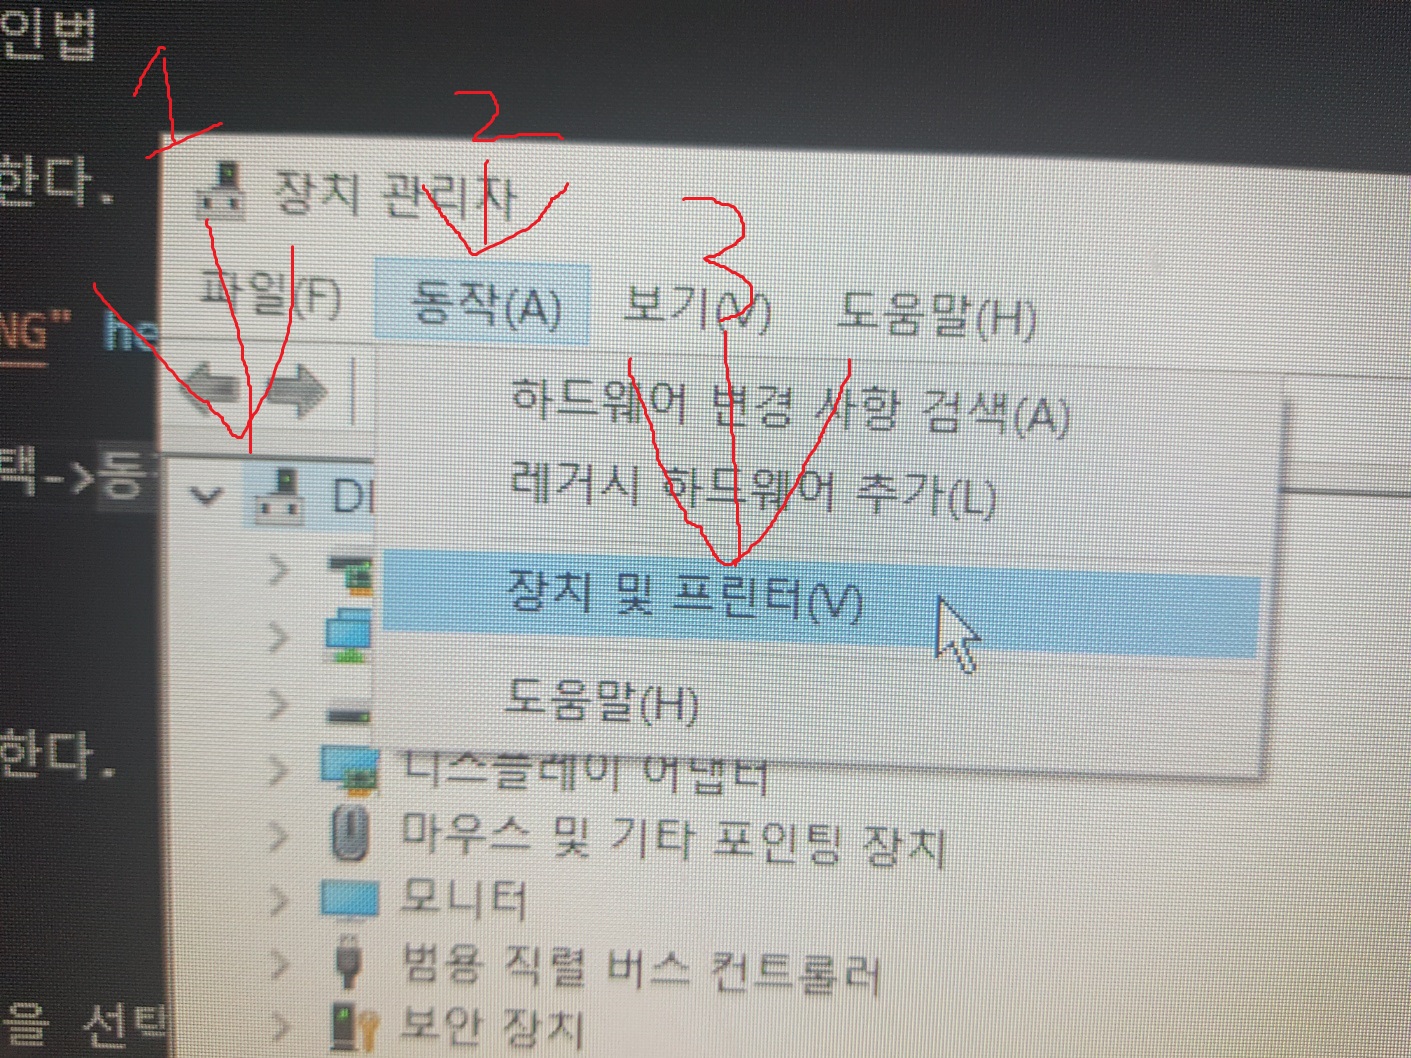 인법
1
2
한다.
장치 관리자
3
파일(F) 동작(A) 보기(V) 도움말(H)
NG" he
하드웨어 변경 사항 검색(A)
택->동
레거시 하드웨어 추가(L)
장치 및 프린터(V)
도움말(H)
한다.
디스플레이 어댑터
마우스 및 기타 포인팅 장치
모니터
범용 직렬 버스 컨트롤러
보안 장치
을 선택